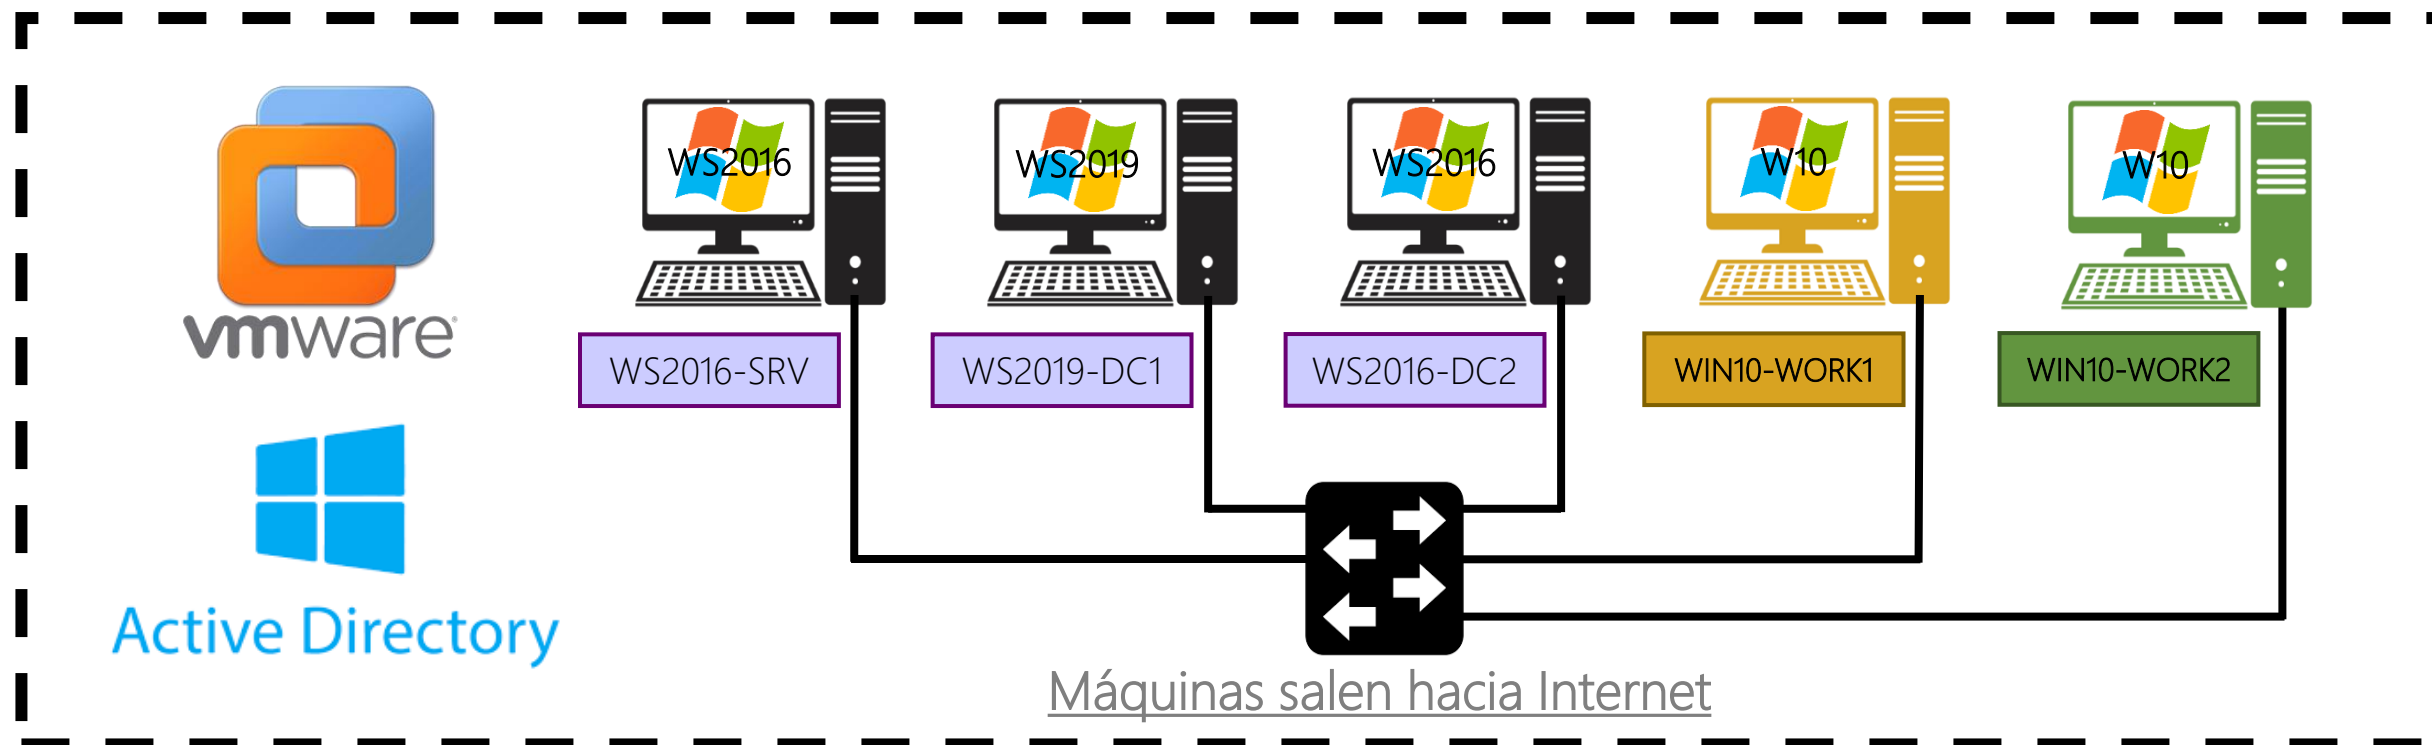 WS2016
WS2019
WS2016
W10
W10
vmware
WS2016-SRV
WS2019-DC1
WS2016-DC2
WIN10-WORK1
WIN10-WORK2
Active Directory
Máquinas salen hacia Internet